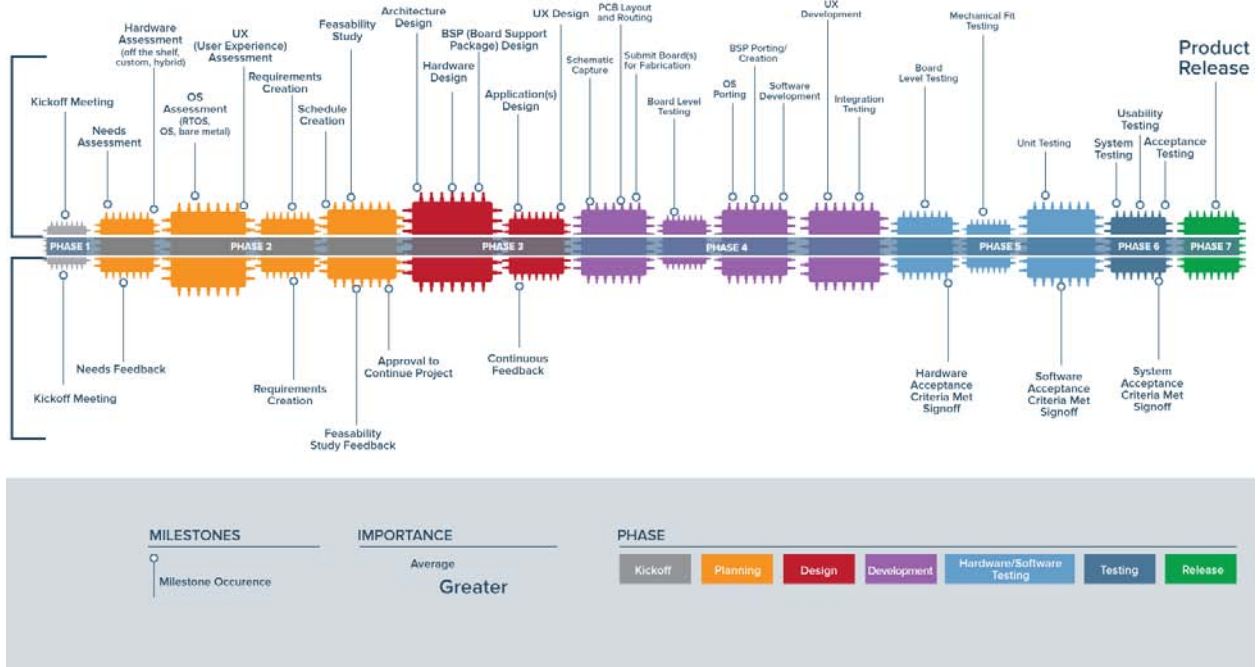 Kickoff Meeting
Needs
Assessment
Hardware
Assessment
(off the shelf,
custom, hybrid)
OS
Assessment
(RTOS,
OS, bare metal)
UX
(User Experience)
Assessment
Requirements
Creation
Schedule
Creation
Feasability
Study
Architecture
Design
Hardware
Design
BSP (Board Support
Package) Design
Application(s)
Design
UX Design
Schematic
Capture
PCB Layout
and Routing
Submit Board(s)
for Fabrication
Board Level
Testing
OS
Porting
BSP Porting/
Creation
Software
Development
UX
Development
Integration
Testing
Board
Level Testing
Mechanical Fit
Testing
Unit Testing
System
Testing
Usability
Testing
Acceptance
Testing
Product
Release
PHASE 1
PHASE 2
PHASE 3
PHASE 4
PHASE 5
PHASE 6
PHASE 7
Kickoff Meeting
Needs Feedback
Requirements
Creation
Feasability
Study Feedback
Approval to
Continue Project
Continuous
Feedback
Hardware
Acceptance
Criteria Met
Signoff
Software
Acceptance
Criteria Met
Signoff
System
Acceptance
Criteria Met
Signoff
MILESTONES
Milestone Occurence
IMPORTANCE
Average
Greater
PHASE
Kickoff
Planning
Design
Development
Hardware/Software
Testing
Testing
Release